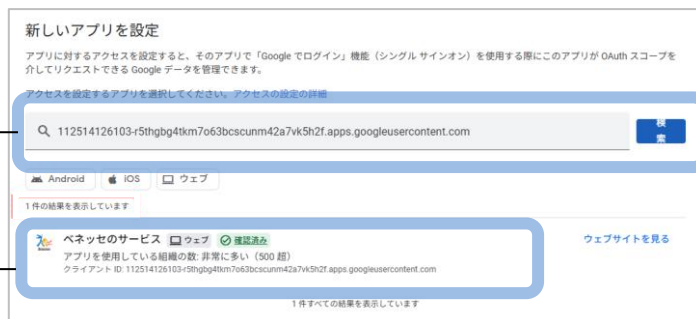 新しいアプリを設定
アプリに対するアクセスを設定すると、そのアプリで「Google でログイン」機能（シングル サインオン）を使用する際にこのアプリが OAuth スコープを
介してリクエストできる Google データを管理できます。
アクセスを設定するアプリを選択してください。アクセスの設定の詳細
112514126103-r5thgbg4tkm7o63bcscunm42a7vk5h2f.apps.googleusercontent.com
検
索
Android iOS ウェブ
1 件の結果を表示しています
ベネッセのサービス ウェブ 確認済み
ウェブサイトを見る
アプリを使用している組織の数: 非常に多い（500 超）
クライアント ID: 112514126103-r5thgbg4tkm7o63bcscunm42a7vk5h2f.apps.googleusercontent.com
1 件すべての結果を表示しています